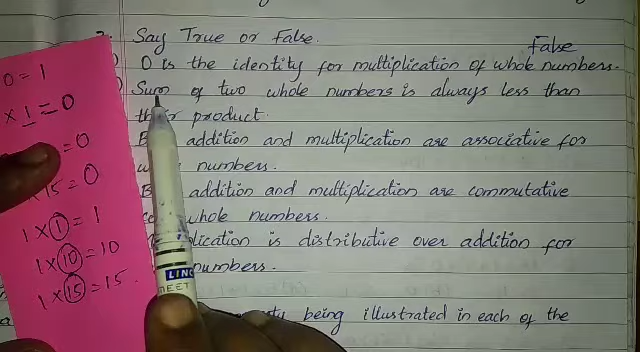 Say True or False.
False
0 is the identity for multiplication of whole numbers.
Sum of two whole numbers is always less than
their product.
addition and multiplication are associative for
numbers.
addition and multiplication are commutative
whole numbers.
is distributive over addition for
numbers.
being illustrated in each of the
0 = 1
× 1 = 0
= 0
× 15 = 0
1 × 1 = 1
1 × 10 = 10
1 × 15 = 15.
LINC